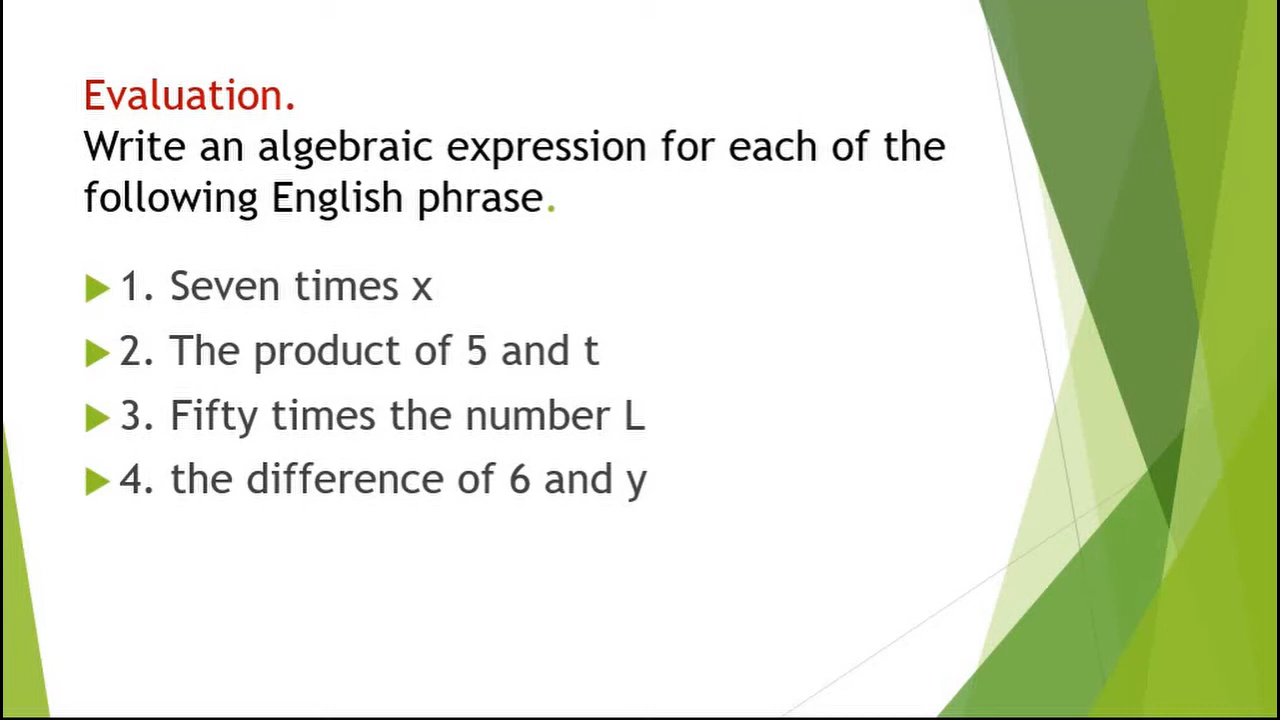 Evaluation.
Write an algebraic expression for each of the
following English phrase.
1. Seven times x
2. The product of 5 and t
3. Fifty times the number L
4. the difference of 6 and y